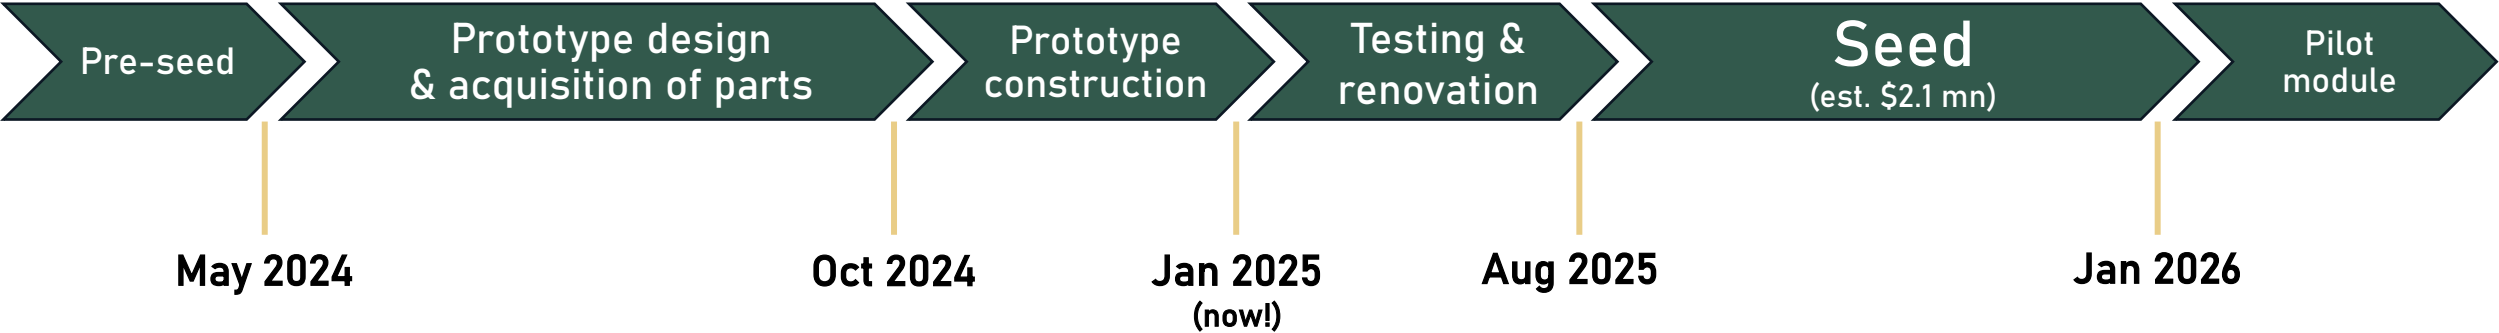 Pre-seed
Prototype design
& acquisition of parts
Prototype
construction
Testing &
renovation
Seed
(est. $2.1 mn)
Pilot
module
May 2024
Oct 2024
Jan 2025
(now!)
Aug 2025
Jan 2026